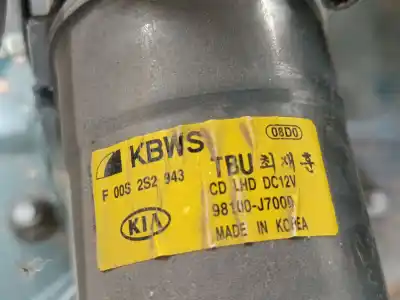 08D0
KBWS TBU 최재훈
F 00S 2S2 943 CD LHD DC12V
KIA 98100-J7000
MADE IN KOREA